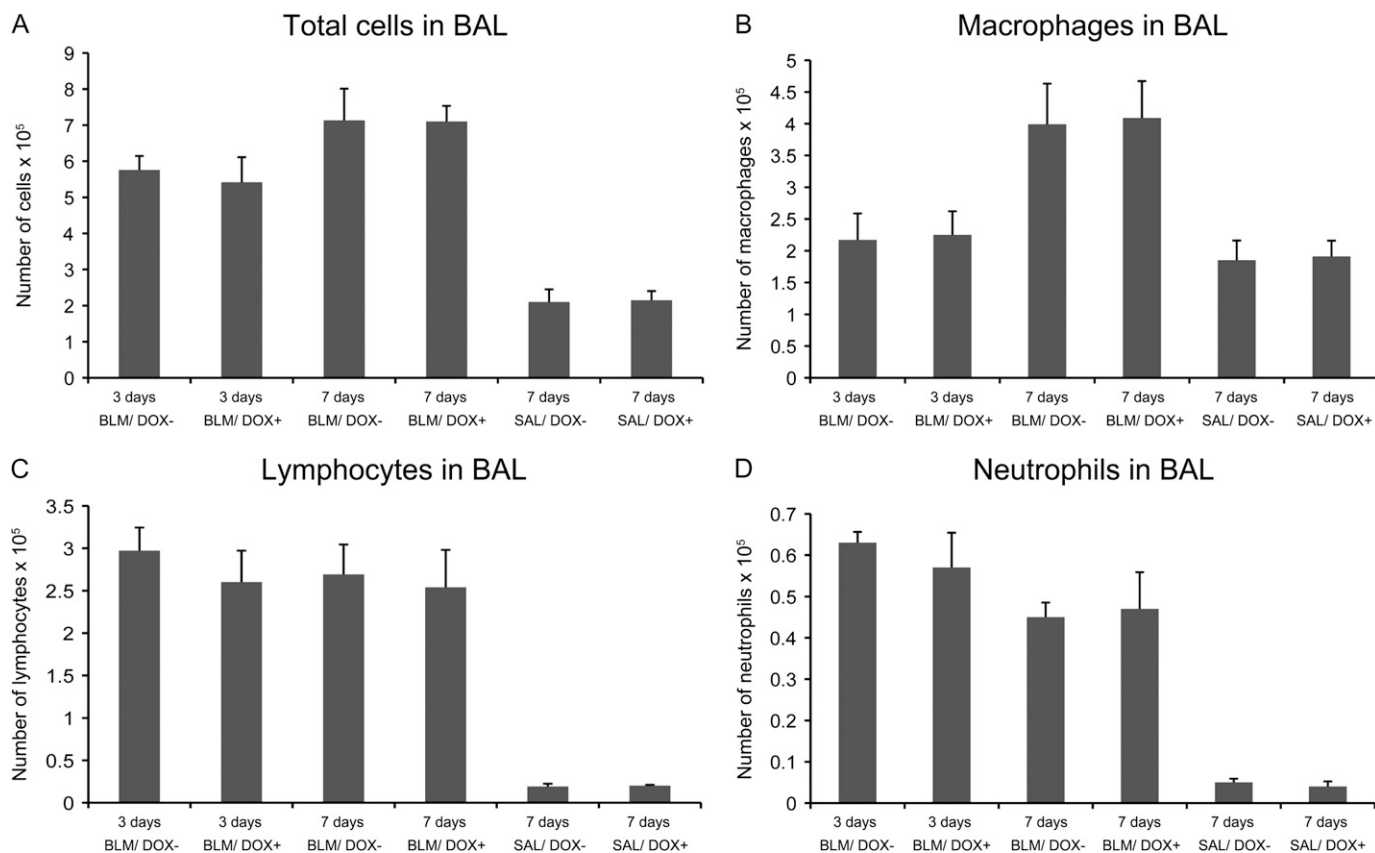 A
Total cells in BAL
Number of cells x 10⁵
9
8
7
6
5
4
3
2
1
0
3 days
BLM/ DOX-
3 days
BLM/ DOX+
7 days
BLM/ DOX-
7 days
BLM/ DOX+
7 days
SAL/ DOX-
7 days
SAL/ DOX+
B
Macrophages in BAL
Number of macrophages x 10⁵
5
4.5
4
3.5
3
2.5
2
1.5
1
0.5
0
3 days
BLM/ DOX-
3 days
BLM/ DOX+
7 days
BLM/ DOX-
7 days
BLM/ DOX+
7 days
SAL/ DOX-
7 days
SAL/ DOX+
C
Lymphocytes in BAL
Number of lymphocytes x 10⁵
3.5
3
2.5
2
1.5
1
0.5
0
3 days
BLM/ DOX-
3 days
BLM/ DOX+
7 days
BLM/ DOX-
7 days
BLM/ DOX+
7 days
SAL/ DOX-
7 days
SAL/ DOX+
D
Neutrophils in BAL
Number of neutrophils x 10⁵
0.7
0.6
0.5
0.4
0.3
0.2
0.1
0
3 days
BLM/ DOX-
3 days
BLM/ DOX+
7 days
BLM/ DOX-
7 days
BLM/ DOX+
7 days
SAL/ DOX-
7 days
SAL/ DOX+